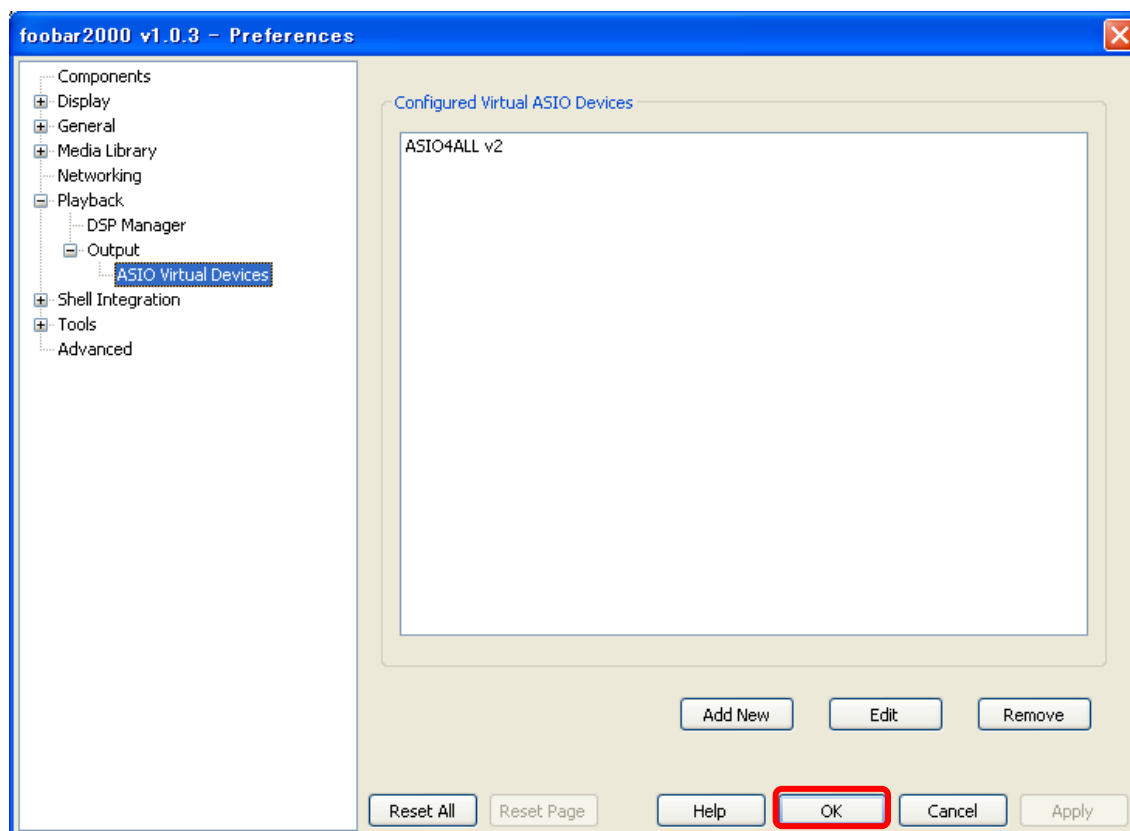 foobar2000 v1.0.3 - Preferences
Components
Display
General
Media Library
Networking
Playback
DSP Manager
Output
ASIO Virtual Devices
Shell Integration
Tools
Advanced
Configured Virtual ASIO Devices
ASIO4ALL v2
Add New
Edit
Remove
Reset All
Reset Page
Help
OK
Cancel
Apply